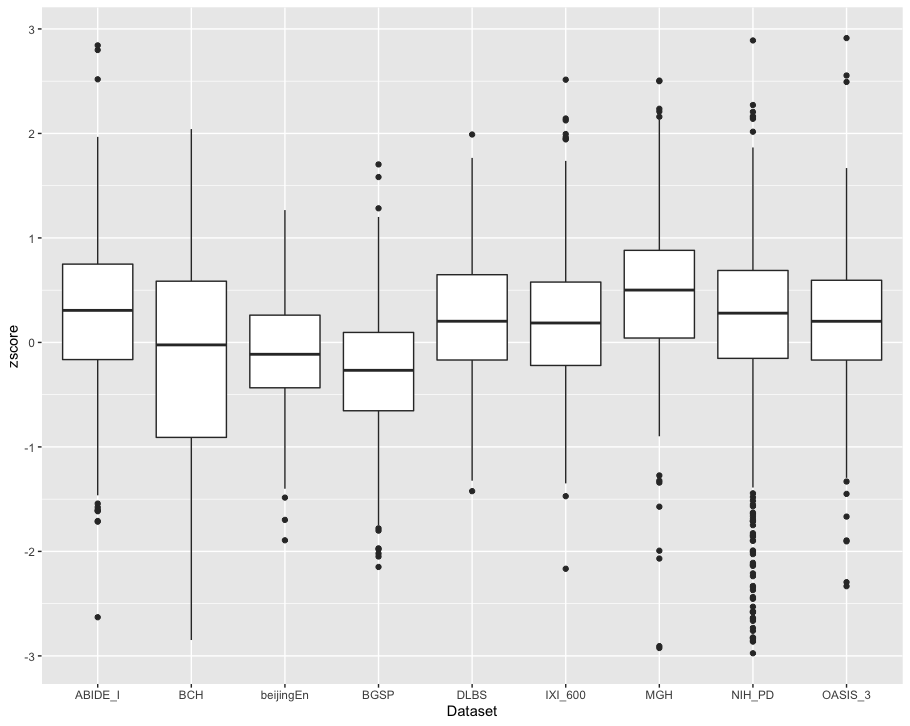 zscore
3
2
1
0
-1
-2
-3
ABIDE_I BCH beijingEn BGSP DLBS IXI_600 MGH NIH_PD OASIS_3
Dataset